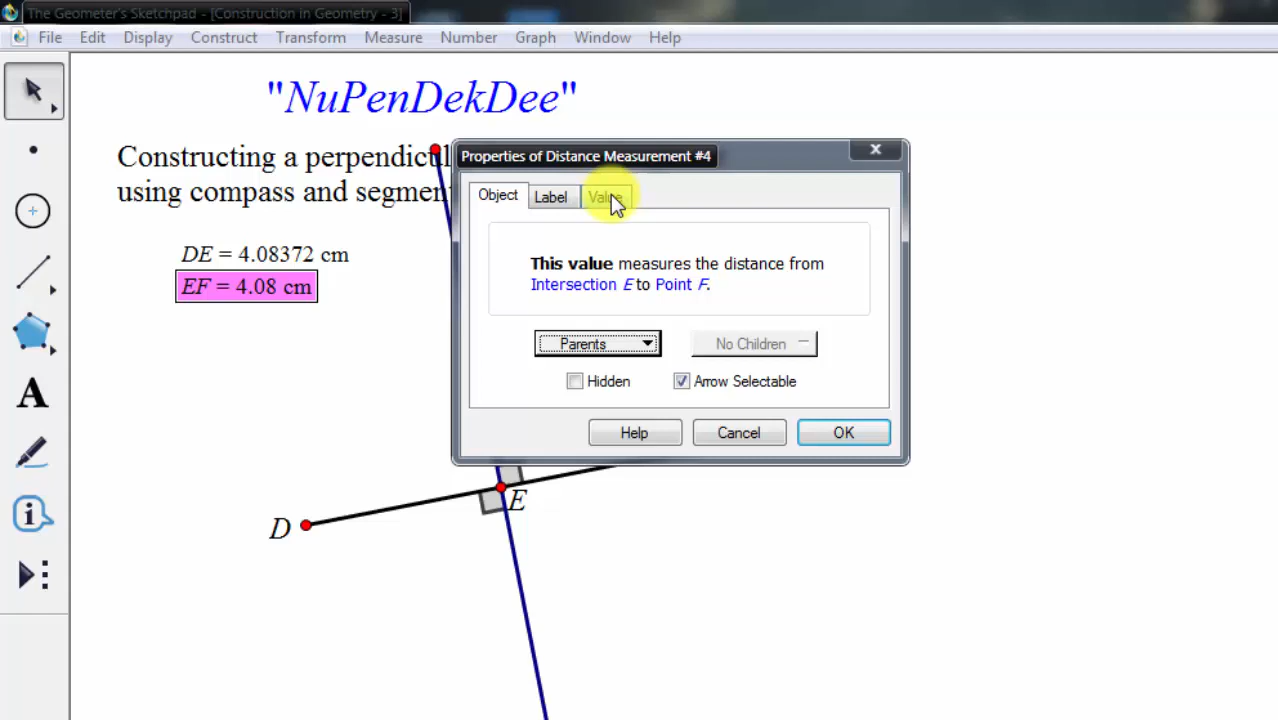 The Geometer's Sketchpad - [Construction in Geometry - 3]
File Edit Display Construct Transform Measure Number Graph Window Help
"NuPenDekDee"
Constructing a perpendicul
using compass and segment
DE = 4.08372 cm
EF = 4.08 cm
Properties of Distance Measurement #4
x
Object Label Value
This value measures the distance from
Intersection E to Point F.
Parents No Children
Hidden Arrow Selectable
Help Cancel OK
E
D
A